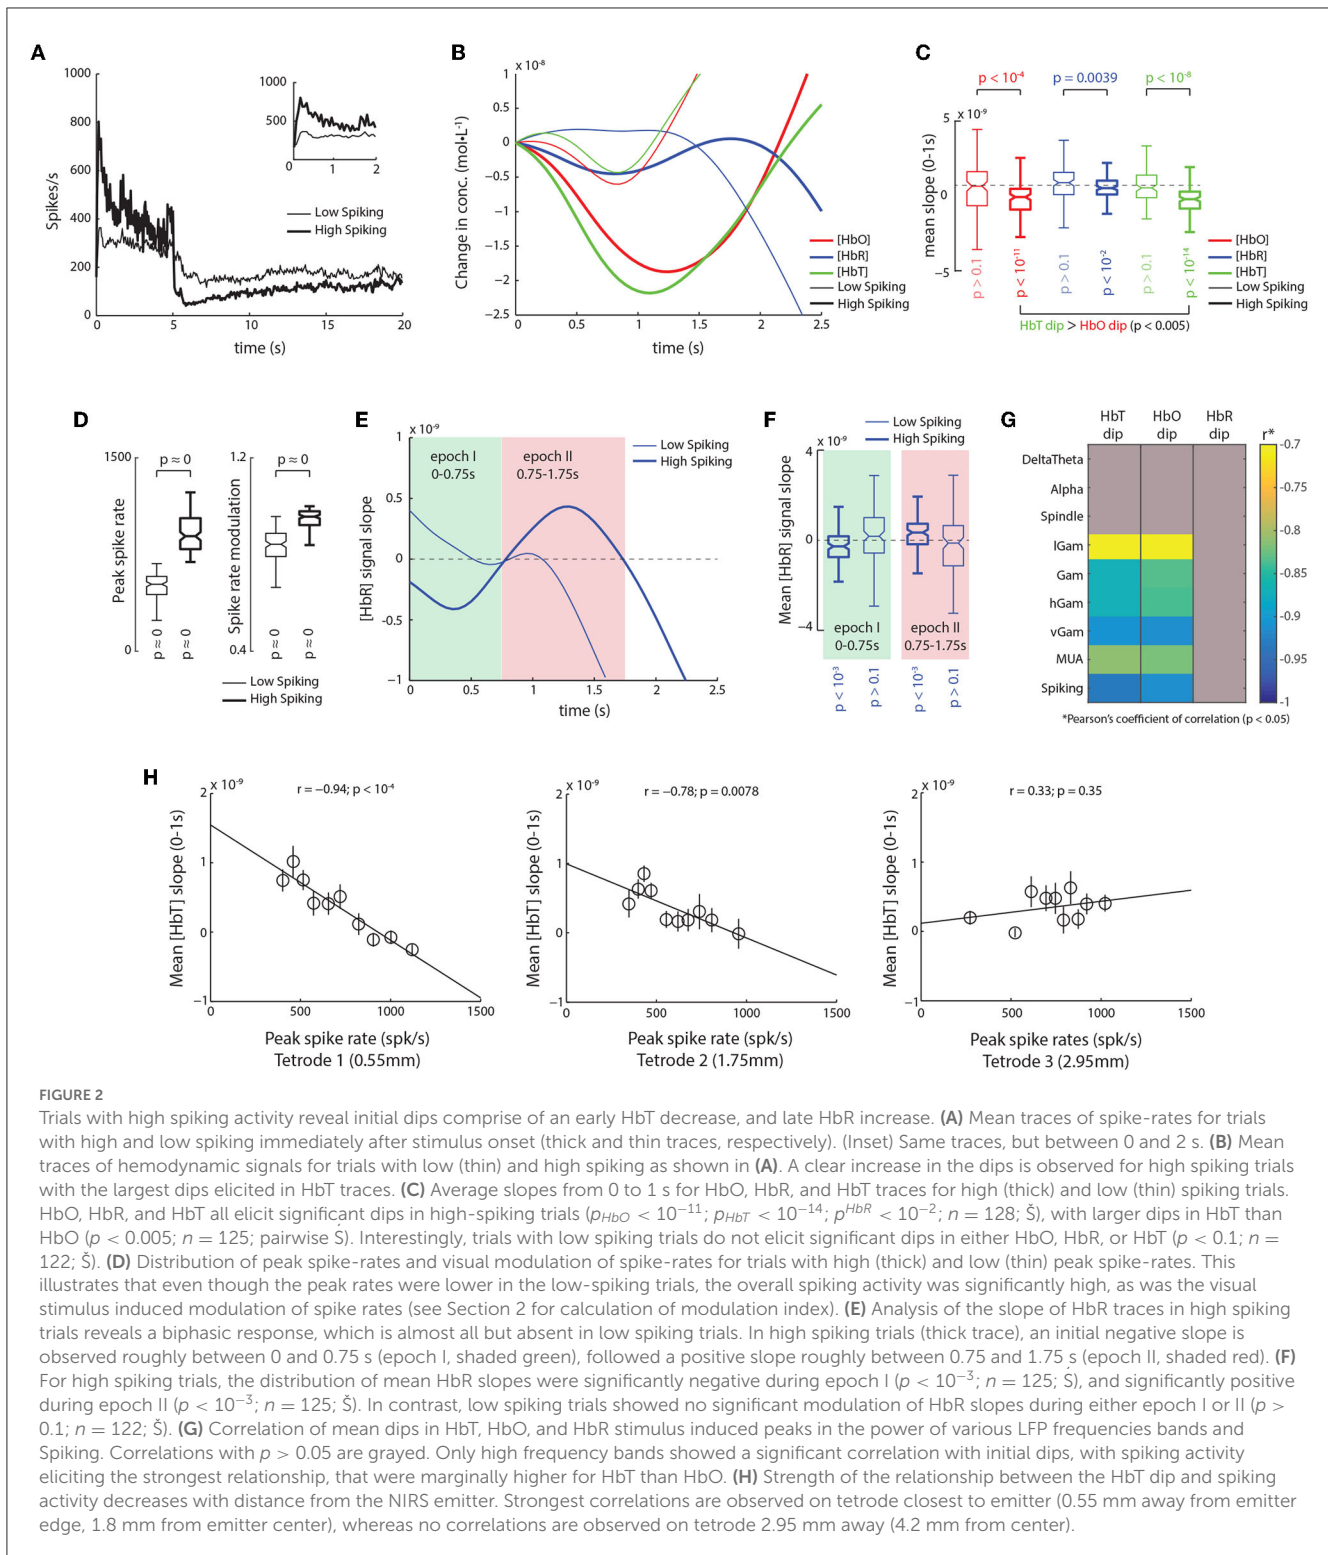 A
1000
800
600
400
200
0
Spikes/s
0 5 10 15 20
time (s)
1000
500
0 1 2
Low Spiking
High Spiking
B
x 10⁻⁸
1
0.5
0
−0.5
−1
−1.5
−2
−2.5
Change in conc. (mol•L⁻¹)
0 0.5 1 1.5 2 2.5
time (s)
[HbO]
[HbR]
[HbT]
Low Spiking
High Spiking
C
p < 10⁻⁴ p = 0.0039 p <10⁻⁸
x 10⁻⁹
5
0
−5
mean slope (0-1s)
p > 0.1 p < 10⁻¹¹ p > 0.1 p < 10⁻² p > 0.1 p < 10⁻¹⁴
HbT dip > HbO dip (p < 0.005)
[HbO]
[HbR]
[HbT]
Low Spiking
High Spiking
D
p ≈ 0 p ≈ 0
1500
0
Peak spike rate
p ≈ 0 p ≈ 0
1.2
0.4
Spike rate modulation
p ≈ 0 p ≈ 0
Low Spiking
High Spiking
E
x 10⁻⁹
1
0.5
0
-0.5
−1
[HbR] signal slope
epoch I
0-0.75s
epoch II
0.75-1.75s
Low Spiking
High Spiking
0 0.5 1 1.5 2 2.5
time (s)
F
Low Spiking
High Spiking
x 10⁻⁹
4
0
−4
Mean [HbR] signal slope
epoch I
0-0.75s
epoch II
0.75-1.75s
p < 10⁻³ p > 0.1 p < 10⁻³ p > 0.1
G
HbT dip HbO dip HbR dip
r*
DeltaTheta
Alpha
Spindle
lGam
Gam
hGam
vGam
MUA
Spiking
-0.7
-0.75
-0.8
-0.85
-0.9
-0.95
-1
*Pearson's coefficient of correlation (p < 0.05)
H
x 10⁻⁹
r = −0.94; p < 10⁻⁴
2
1
0
−1
Mean [HbT] slope (0-1s)
0 500 1000 1500
Peak spike rate (spk/s)
Tetrode 1 (0.55mm)
x 10⁻⁹
r = −0.78; p = 0.0078
2
1
0
−1
Mean [HbT] slope (0-1s)
0 500 1000 1500
Peak spike rate (spk/s)
Tetrode 2 (1.75mm)
x 10⁻⁹
r = 0.33; p = 0.35
2
1
0
−1
Mean [HbT] slope (0-1s)
0 500 1000 1500
Peak spike rates (spk/s)
Tetrode 3 (2.95mm)
FIGURE 2
Trials with high spiking activity reveal initial dips comprise of an early HbT decrease, and late HbR increase. (A) Mean traces of spike-rates for trials
with high and low spiking immediately after stimulus onset (thick and thin traces, respectively). (Inset) Same traces, but between 0 and 2 s. (B) Mean
traces of hemodynamic signals for trials with low (thin) and high spiking as shown in (A). A clear increase in the dips is observed for high spiking trials
with the largest dips elicited in HbT traces. (C) Average slopes from 0 to 1 s for HbO, HbR, and HbT traces for high (thick) and low (thin) spiking trials.
HbO, HbR, and HbT all elicit significant dips in high-spiking trials (p_HbO < 10⁻¹¹; p_HbT < 10⁻¹⁴; p^HbR < 10⁻²; n = 128; Š), with larger dips in HbT than
HbO (p < 0.005; n = 125; pairwise Ś). Interestingly, trials with low spiking trials do not elicit significant dips in either HbO, HbR, or HbT (p < 0.1; n =
122; Š). (D) Distribution of peak spike-rates and visual modulation of spike-rates for trials with high (thick) and low (thin) peak spike-rates. This
illustrates that even though the peak rates were lower in the low-spiking trials, the overall spiking activity was significantly high, as was the visual
stimulus induced modulation of spike rates (see Section 2 for calculation of modulation index). (E) Analysis of the slope of HbR traces in high spiking
trials reveals a biphasic response, which is almost all but absent in low spiking trials. In high spiking trials (thick trace), an initial negative slope is
observed roughly between 0 and 0.75 s (epoch I, shaded green), followed a positive slope roughly between 0.75 and 1.75 s (epoch II, shaded red). (F)
For high spiking trials, the distribution of mean HbR slopes were significantly negative during epoch I (p < 10⁻³; n = 125; Ś), and significantly positive
during epoch II (p < 10⁻³; n = 125; Š). In contrast, low spiking trials showed no significant modulation of HbR slopes during either epoch I or II (p >
0.1; n = 122; Š). (G) Correlation of mean dips in HbT, HbO, and HbR stimulus induced peaks in the power of various LFP frequencies bands and
Spiking. Correlations with p > 0.05 are grayed. Only high frequency bands showed a significant correlation with initial dips, with spiking activity
eliciting the strongest relationship, that were marginally higher for HbT than HbO. (H) Strength of the relationship between the HbT dip and spiking
activity decreases with distance from the NIRS emitter. Strongest correlations are observed on tetrode closest to emitter (0.55 mm away from emitter
edge, 1.8 mm from emitter center), whereas no correlations are observed on tetrode 2.95 mm away (4.2 mm from center).